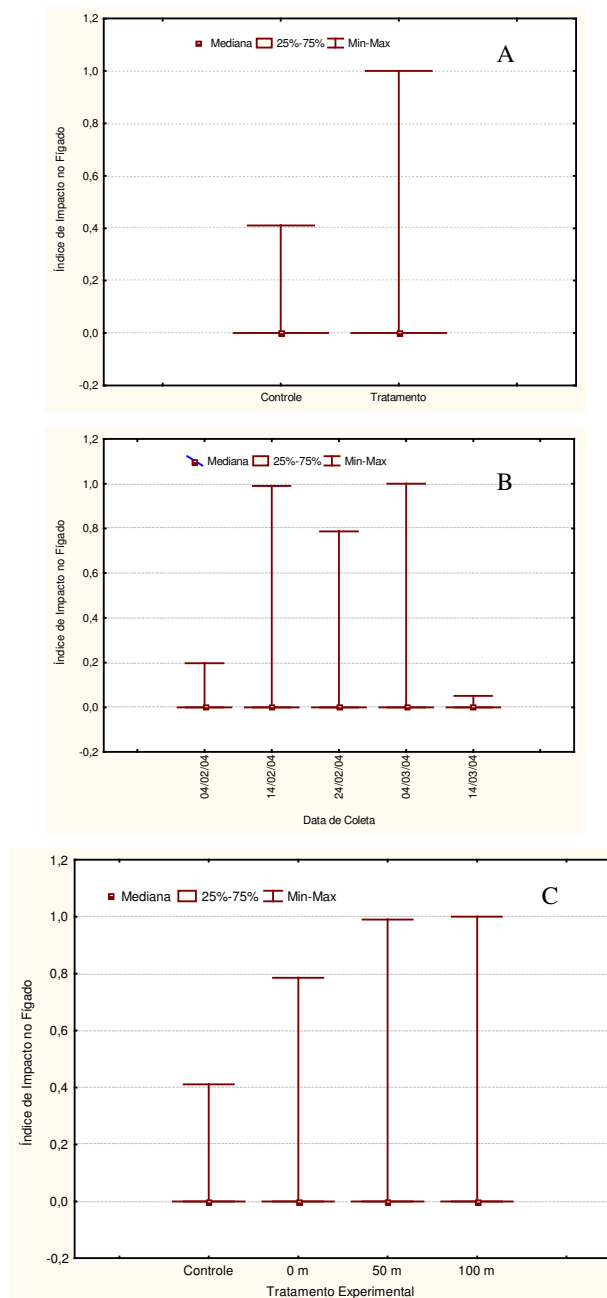 1,2
Mediana 25%-75% Min-Max
A
1,0
0,8
0,6
0,4
0,2
0,0
-0,2
Índice de Impacto no Fígado
Controle Tratamento
1,2
Mediana 25%-75% Min-Max
B
1,0
0,8
0,6
0,4
0,2
0,0
-0,2
Índice de Impacto no Fígado
04/02/04 14/02/04 24/02/04 04/03/04 14/03/04
Data de Coleta
1,2
Mediana 25%-75% Min-Max
C
1,0
0,8
0,6
0,4
0,2
0,0
-0,2
Índice de Impacto no Fígado
Controle 0 m 50 m 100 m
Tratamento Experimental